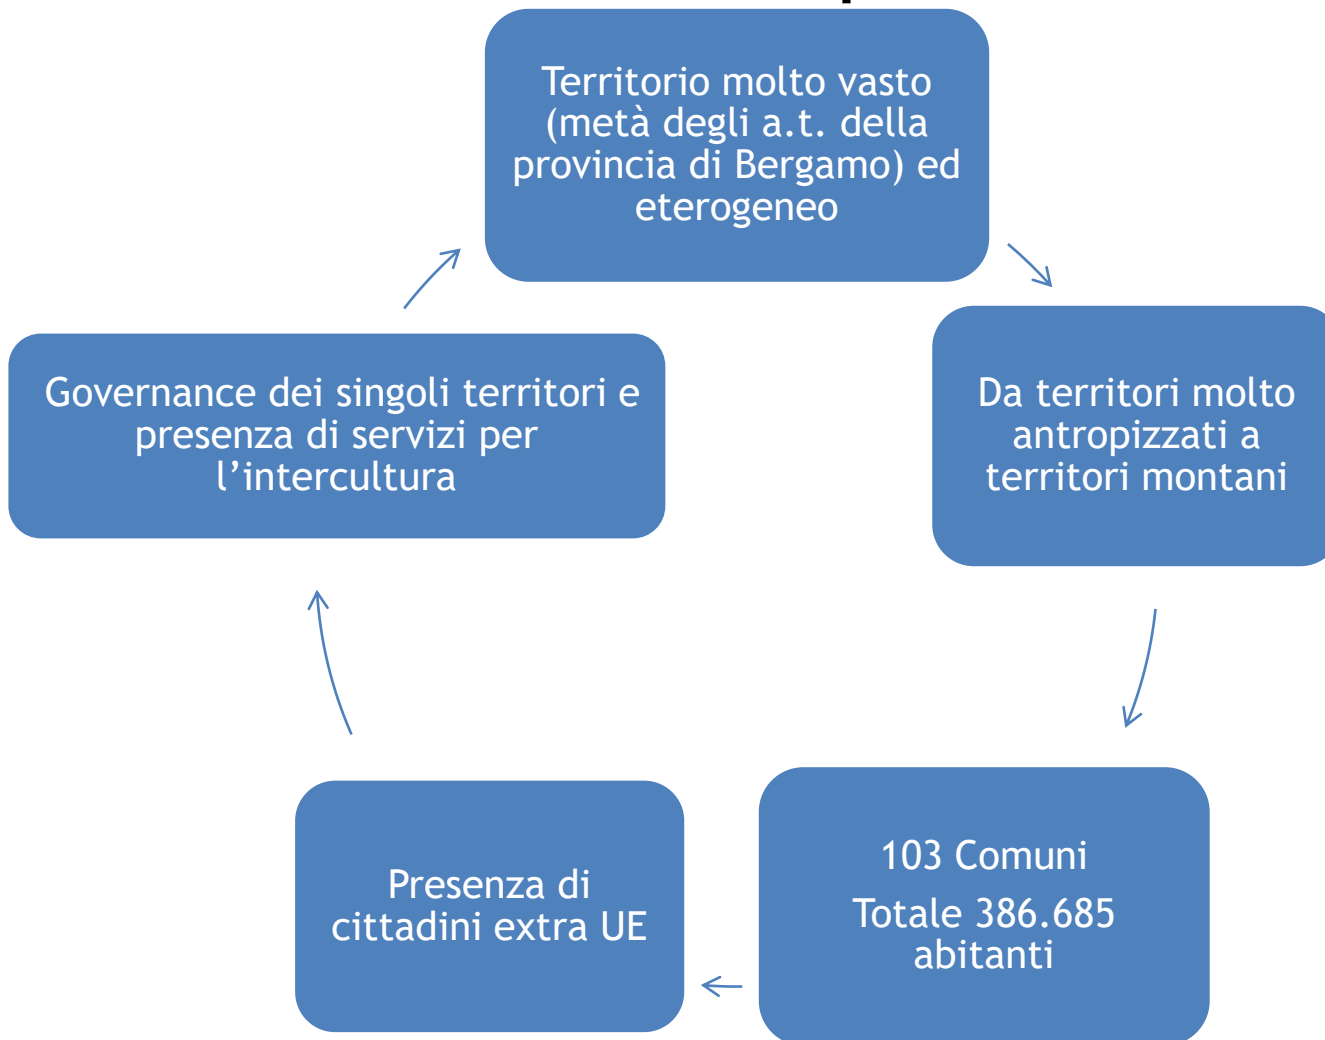 Territorio molto vasto
(metà degli a.t. della
provincia di Bergamo) ed
eterogeneo
Da territori molto
antropizzati a
territori montani
103 Comuni
Totale 386.685
abitanti
Presenza di
cittadini extra UE
Governance dei singoli territori e
presenza di servizi per
l’intercultura